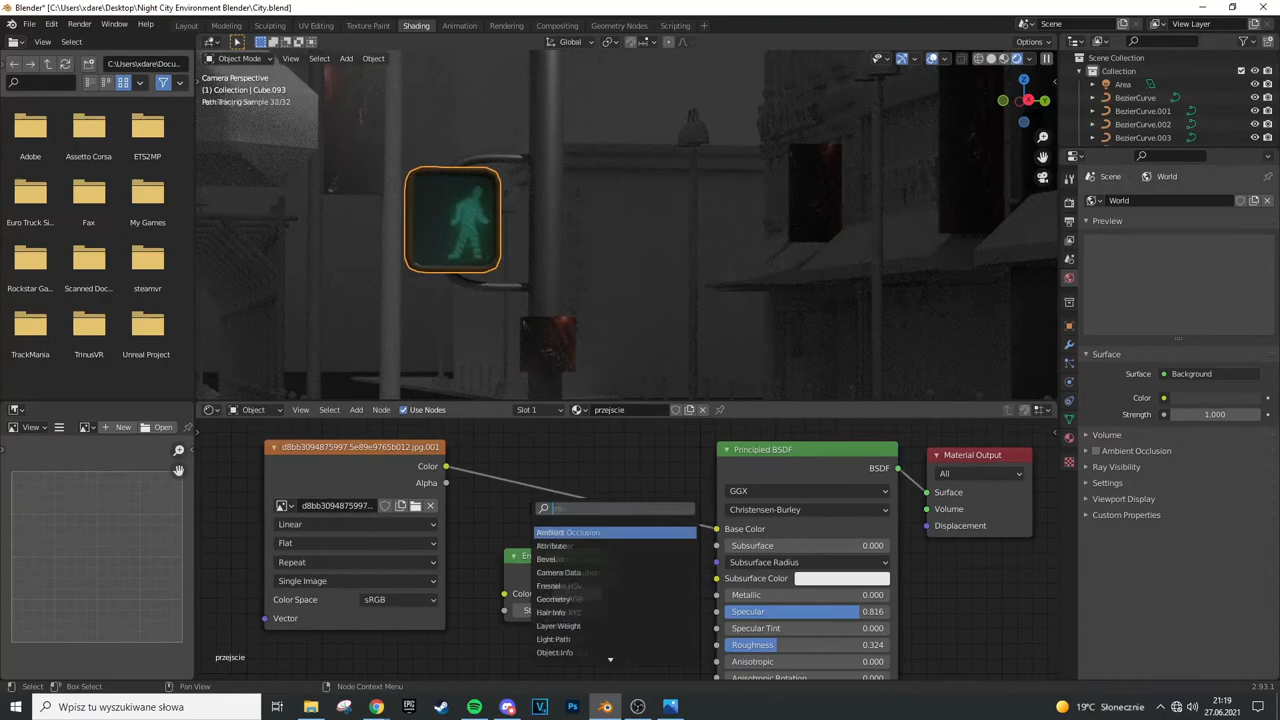 Blender* [C:\Users\xdare\Desktop\Night City Environment Blender\City.blend]
File Edit Render Window Help Layout Modeling Sculpting UV Editing Texture Paint Shading Animation Rendering Compositing Geometry Nodes Scripting + Scene View Layer
View Select Global Options
C:\Users\xdare\Docu... Object Mode View Select Add Object Scene Collection
Collection
Area
BezierCurve
BezierCurve.001
BezierCurve.002
BezierCurve.003
Camera Perspective
(1) Collection | Cube.093
Path Tracing Sample 32/32
Z
X
Y
Adobe Assetto Corsa ETS2MP
Euro Truck Si... Fax My Games
Rockstar Ga... Scanned Doc... steamvr
TrackMania TrinusVR Unreal Project
Scene World
World
Preview
Surface
Surface Background
Color
Strength 1.000
Volume
Ambient Occlusion
Ray Visibility
Settings
Viewport Display
Custom Properties
Object View Select Add Node Use Nodes Slot 1 przejscie
View New Open
d8bb3094875997.5e89e9765b012.jpg.001
Color
Alpha
d8bb3094875997...
Linear
Flat
Repeat
Single Image
Color Space sRGB
Vector
Color
Occlusion
Attribute
Bevel
Camera Data
Fresnel
Geometry
Hair Info
Layer Weight
Light Path
Object Info
Principled BSDF
BSDF
GGX
Christensen-Burley
Base Color
Subsurface 0.000
Subsurface Radius
Subsurface Color
Metallic 0.000
Specular 0.816
Specular Tint 0.000
Roughness 0.324
Anisotropic 0.000
Anisotropic Rotation
Material Output
All
Surface
Volume
Displacement
przejscie
Select Box Select Pan View Node Context Menu 2.93.1
Wpisz tu wyszukiwane słowo
19°C Słonecznie
21:19
27.06.2021